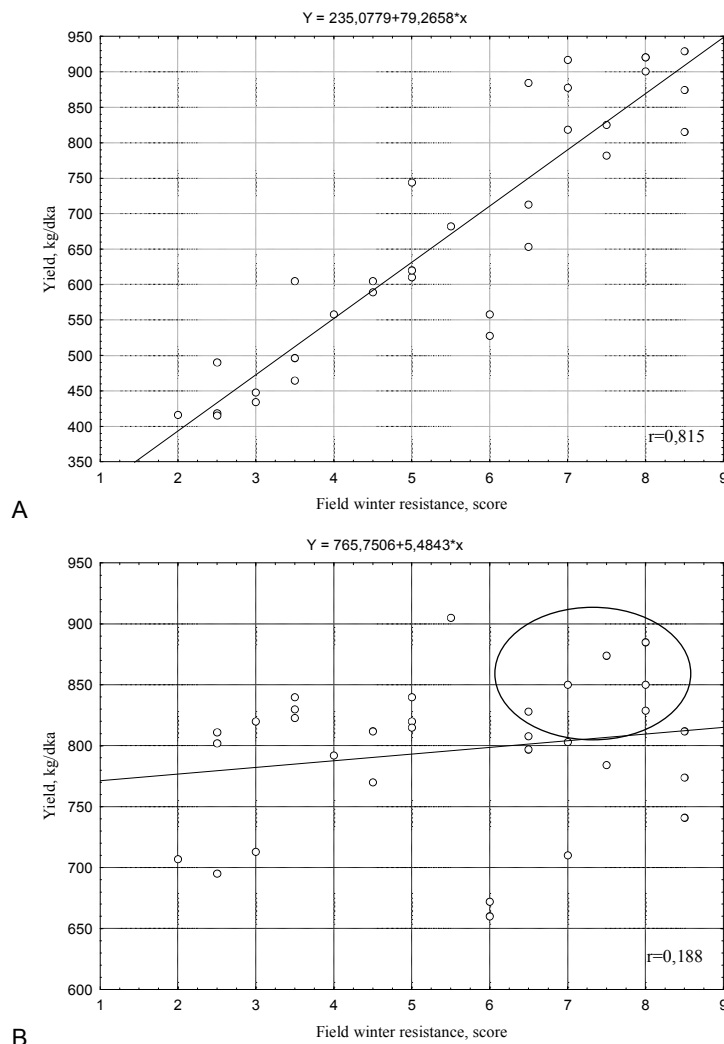 Y = 235,0779+79,2658*x
950
900
850
800
750
700
650
600
550
500
450
400
350
Yield, kg/dka
r=0,815
1 2 3 4 5 6 7 8 9
Field winter resistance, score
A
Y = 765,7506+5,4843*x
950
900
850
800
750
700
650
600
Yield, kg/dka
r=0,188
1 2 3 4 5 6 7 8 9
Field winter resistance, score
B